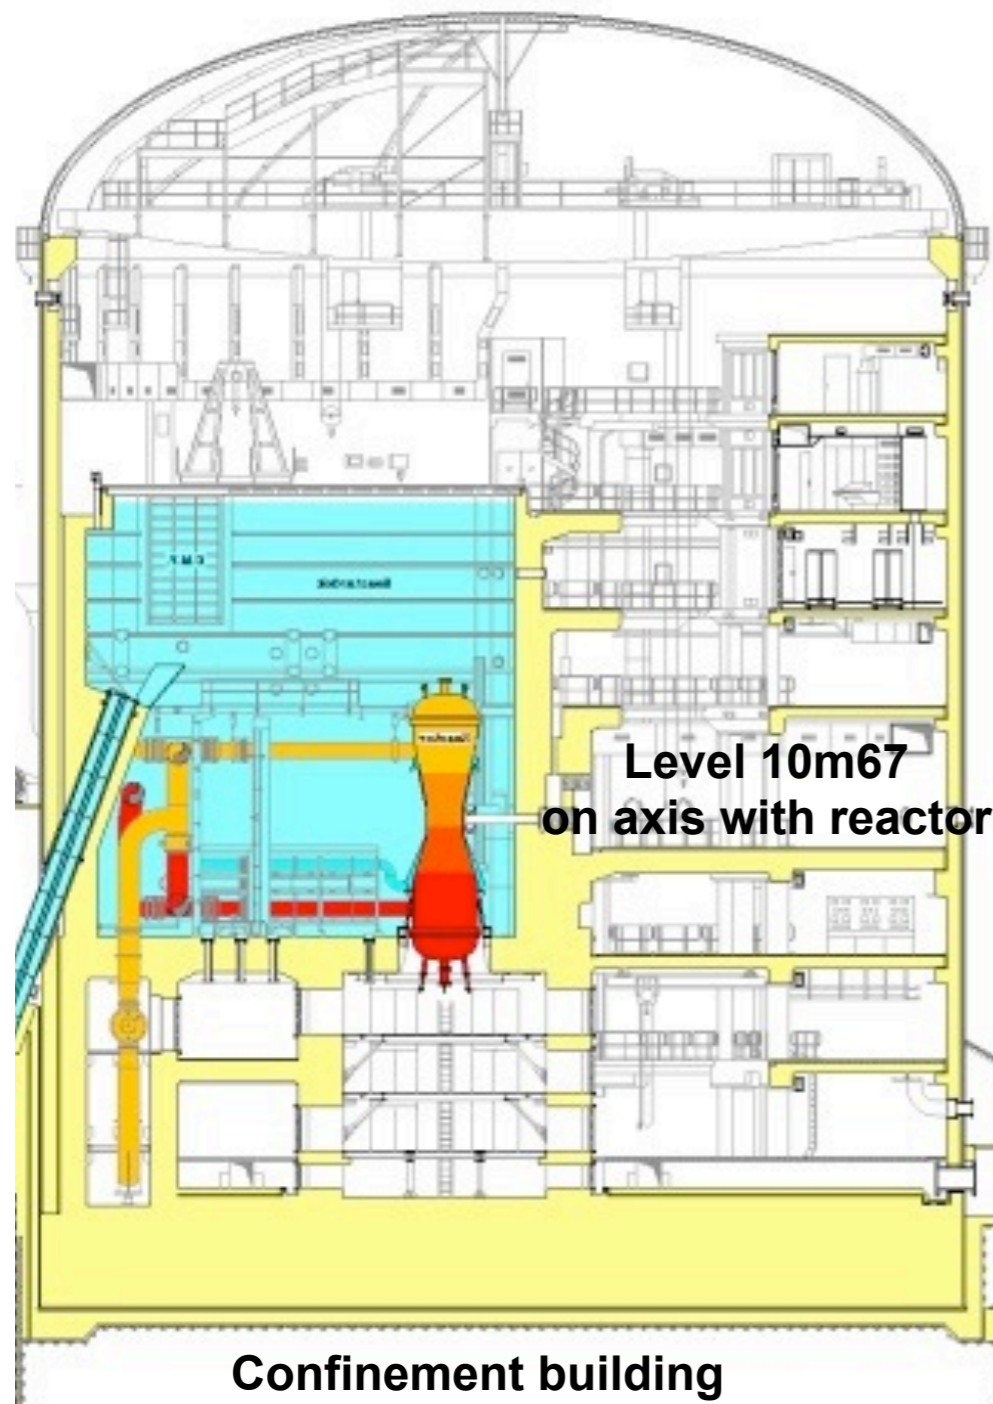 Level 10m67
on axis with reactor
Confinement building